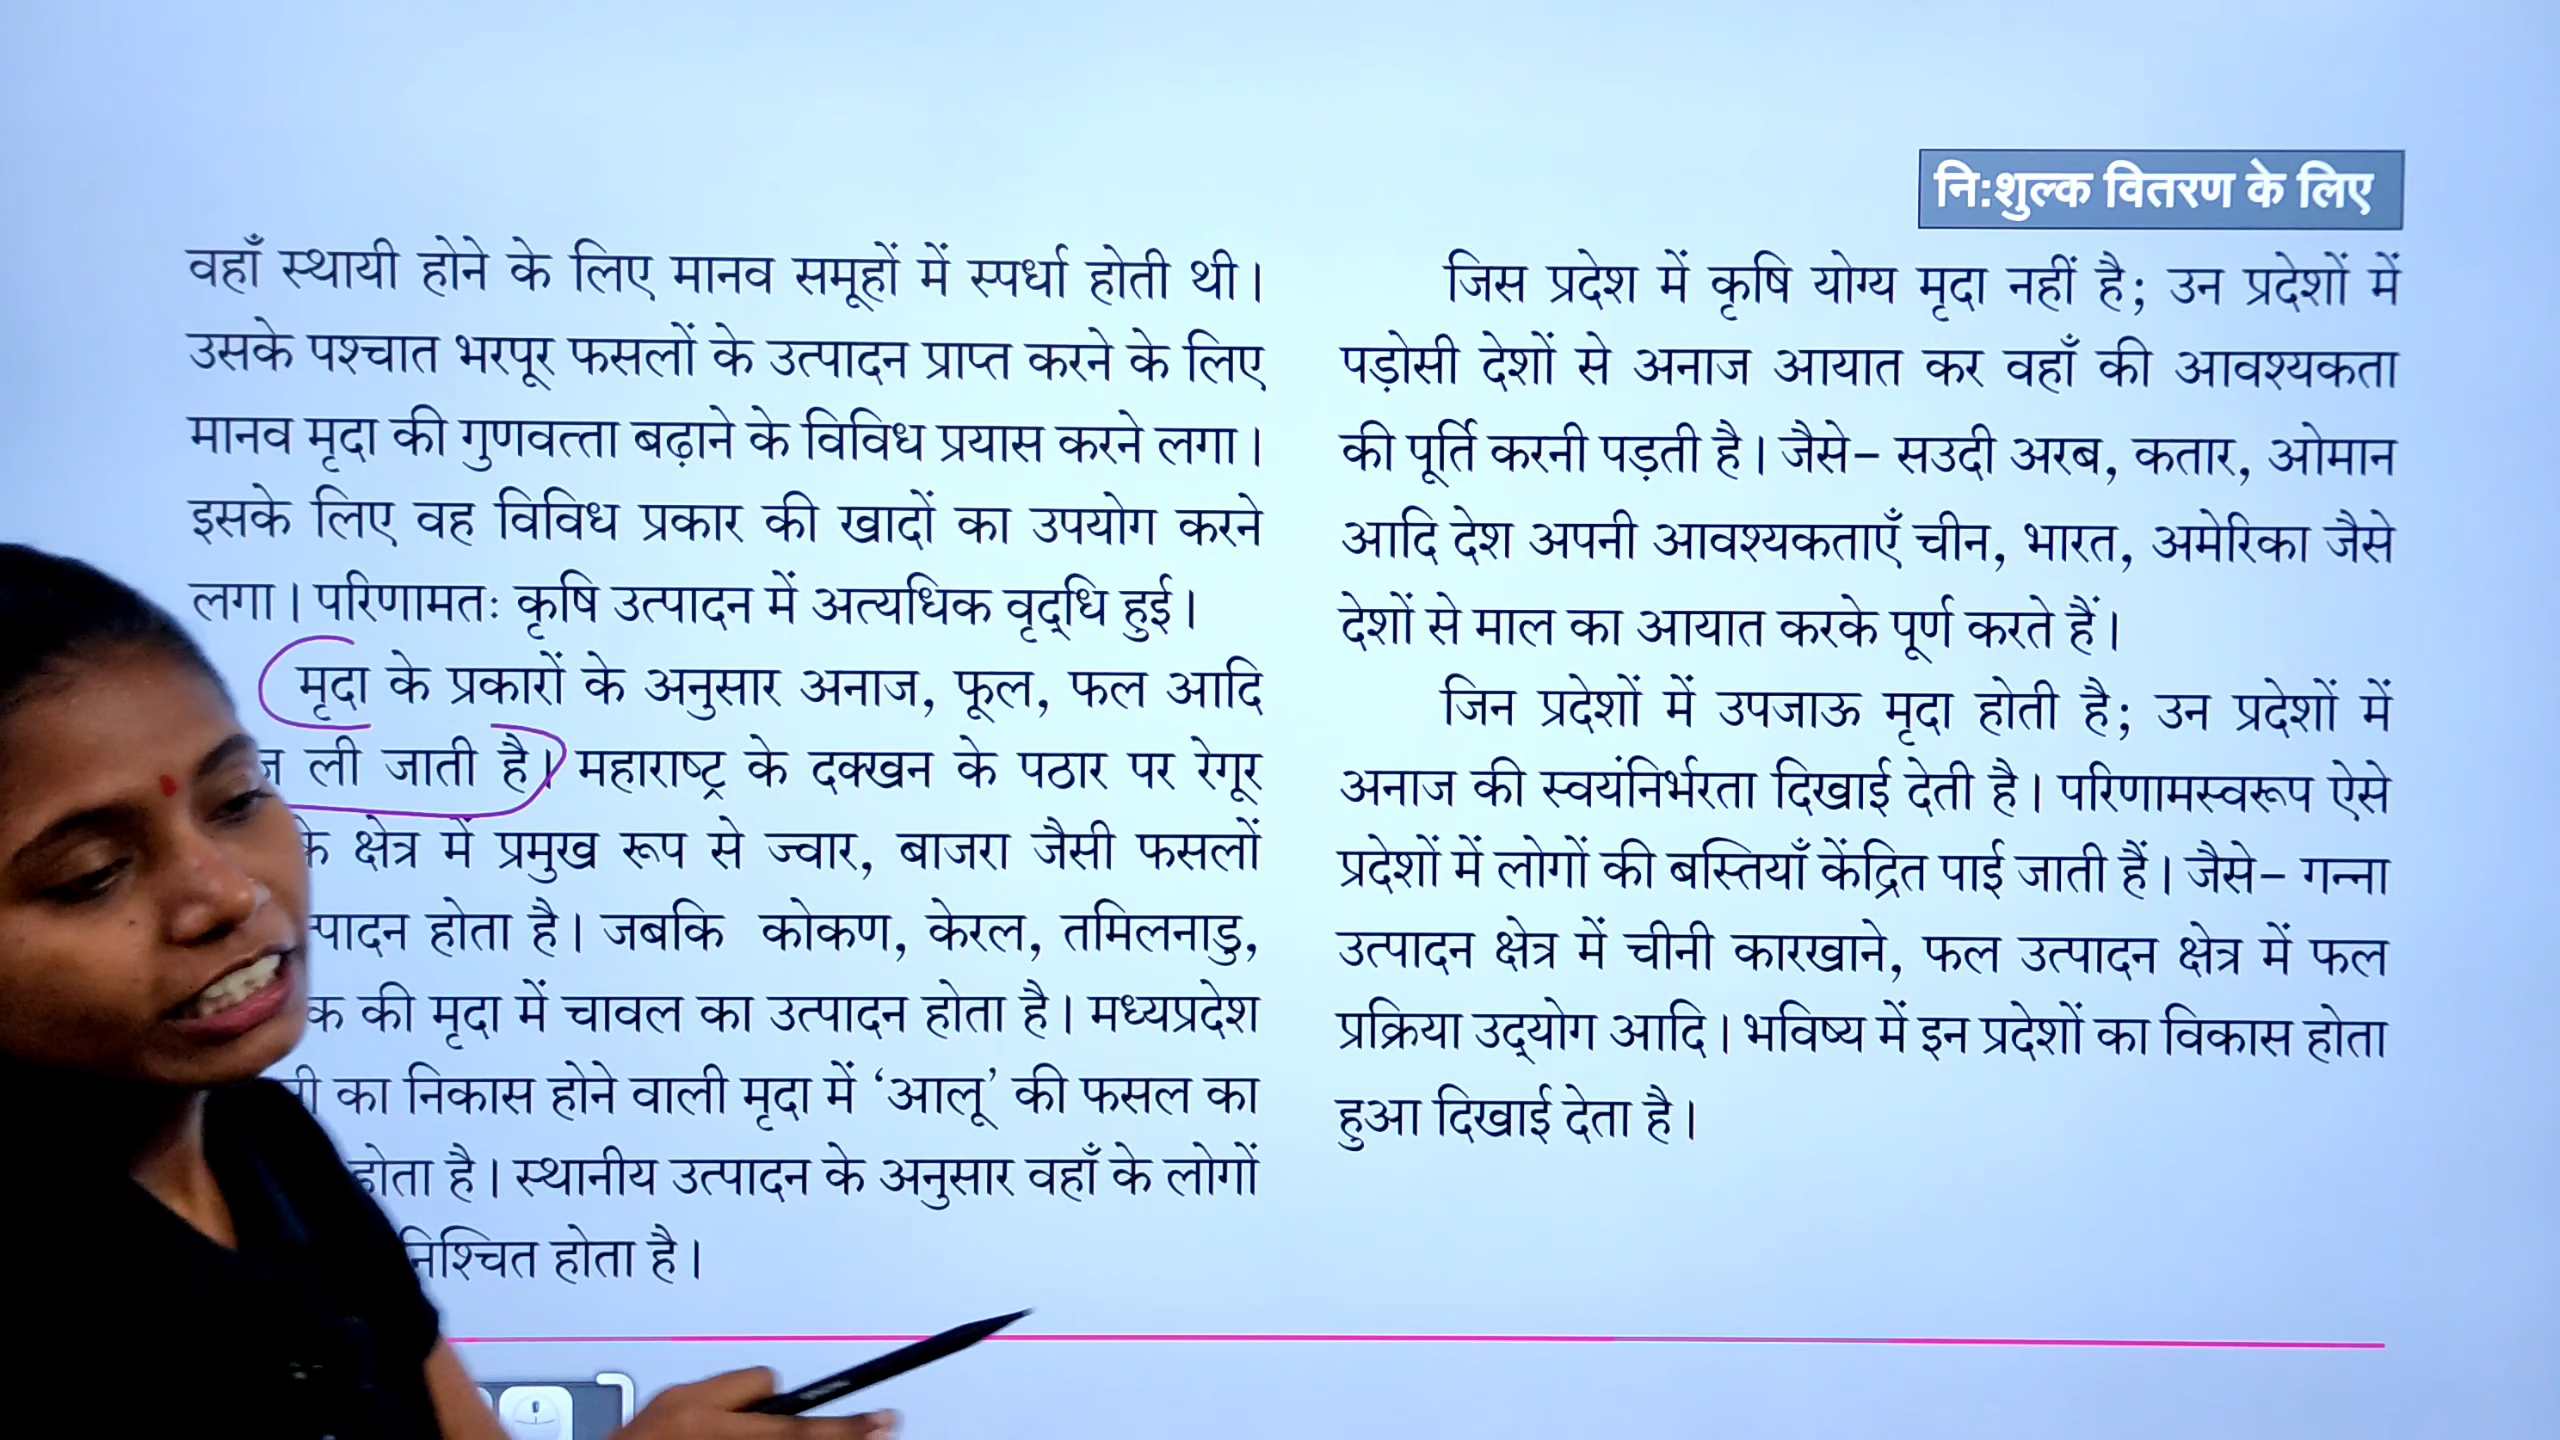 नि:शुल्क वितरण के लिए
वहाँ स्थायी होने के लिए मानव समूहों में स्पर्धा होती थी।
उसके पश्चात भरपूर फसलों के उत्पादन प्राप्त करने के लिए
मानव मृदा की गुणवत्ता बढ़ाने के विविध प्रयास करने लगा।
इसके लिए वह विविध प्रकार की खादों का उपयोग करने
लगा। परिणामतः कृषि उत्पादन में अत्यधिक वृद्धि हुई।
मृदा के प्रकारों के अनुसार अनाज, फूल, फल आदि
ली जाती है। महाराष्ट्र के दक्खन के पठार पर रेगूर
के क्षेत्र में प्रमुख रूप से ज्वार, बाजरा जैसी फसलों
होता है। जबकि कोकण, केरल, तमिलनाडु,
की मृदा में चावल का उत्पादन होता है। मध्यप्रदेश
का निकास होने वाली मृदा में ‘आलू’ की फसल का
होता है। स्थानीय उत्पादन के अनुसार वहाँ के लोगों
निश्चित होता है।
जिस प्रदेश में कृषि योग्य मृदा नहीं है; उन प्रदेशों में
पड़ोसी देशों से अनाज आयात कर वहाँ की आवश्यकता
की पूर्ति करनी पड़ती है। जैसे- सउदी अरब, कतार, ओमान
आदि देश अपनी आवश्यकताएँ चीन, भारत, अमेरिका जैसे
देशों से माल का आयात करके पूर्ण करते हैं।
जिन प्रदेशों में उपजाऊ मृदा होती है; उन प्रदेशों में
अनाज की स्वयंनिर्भरता दिखाई देती है। परिणामस्वरूप ऐसे
प्रदेशों में लोगों की बस्तियाँ केंद्रित पाई जाती हैं। जैसे- गन्ना
उत्पादन क्षेत्र में चीनी कारखाने, फल उत्पादन क्षेत्र में फल
प्रक्रिया उद्योग आदि। भविष्य में इन प्रदेशों का विकास होता
हुआ दिखाई देता है।